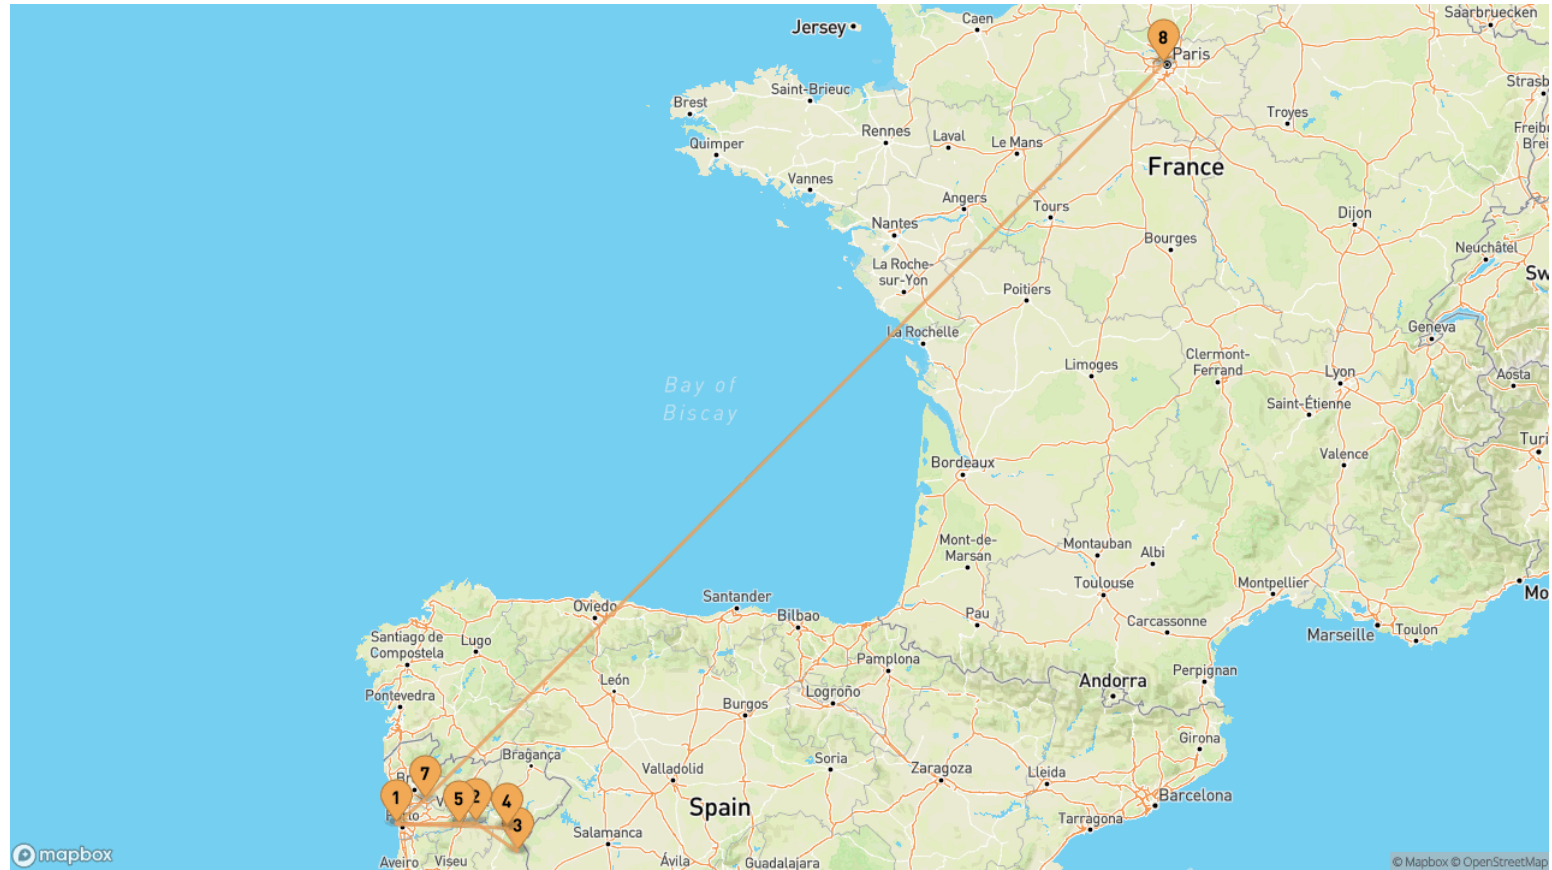 Jersey
Caen
8
Paris
Saarbruecken
Strasb
Brest
Saint-Brieuc
Troyes
Freibu
Brei
Quimper
Rennes
Laval
Le Mans
France
Vannes
Angers
Tours
Dijon
Nantes
Bourges
Neuchâtel
La Roche-
sur-Yon
Poitiers
Sw
La Rochelle
Geneva
Bay of
Biscay
Limoges
Clermont-
Ferrand
Lyon
Aosta
Saint-Étienne
Turi
Bordeaux
Valence
Mont-de-
Marsan
Montauban
Albi
Toulouse
Montpellier
Mo
Oviedo
Santander
Bilbao
Pau
Carcassonne
Marseille
Toulon
Santiago de
Compostela
Lugo
Pamplona
Perpignan
Pontevedra
León
Burgos
Logroño
Andorra
Girona
Bragança
Valladolid
Soria
Zaragoza
Lleida
Barcelona
7
Br
1
5
2
4
3
V
Porto
Spain
Tarragona
Salamanca
Aveiro
Viseu
Ávila
Guadalajara
mapbox
© Mapbox © OpenStreetMap